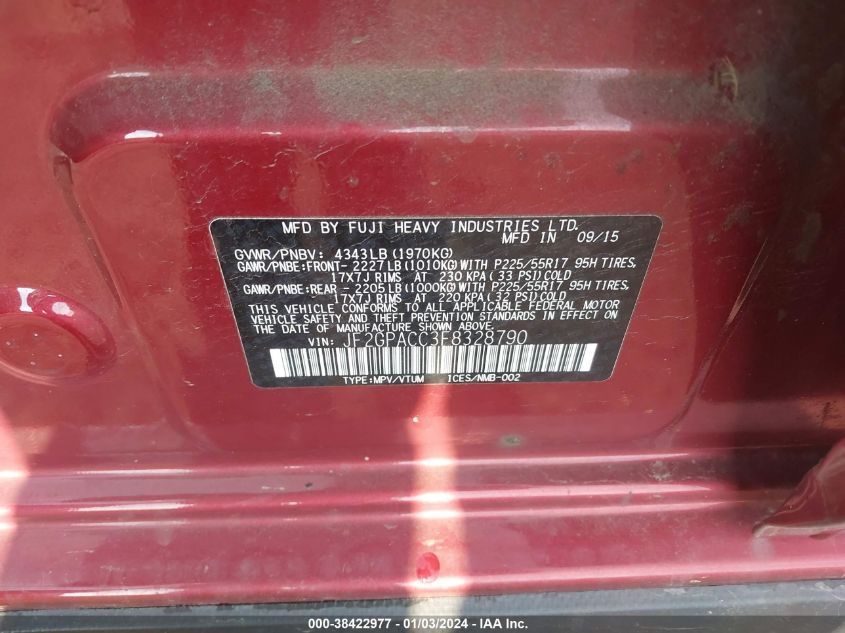 MFD BY FUJI HEAVY INDUSTRIES LTD.
MFD IN 09/15
GVWR/PNBV: 4343LB (1970KG)
GAWR/PNBE:FRONT- 2227LB (1010KG) WITH P225/55R17 95H TIRES,
17X7J RIMS AT 230 KPA (33 PSI) COLD
GAWR/PNBE:REAR - 2205LB (1000KG) WITH P225/55R17 95H TIRES,
17X7J RIMS AT 220 KPA (32 PSI) COLD
THIS VEHICLE CONFORMS TO ALL APPLICABLE FEDERAL MOTOR
VEHICLE SAFETY AND THEFT PREVENTION STANDARDS IN EFFECT
ON THE DATE OF MANUFACTURE SHOWN ABOVE.
VIN: JF2GPACC3F8328790
TYPE:MPV/VTUM ICES/NMB-002
000-38422977 - 01/03/2024 - IAA Inc.